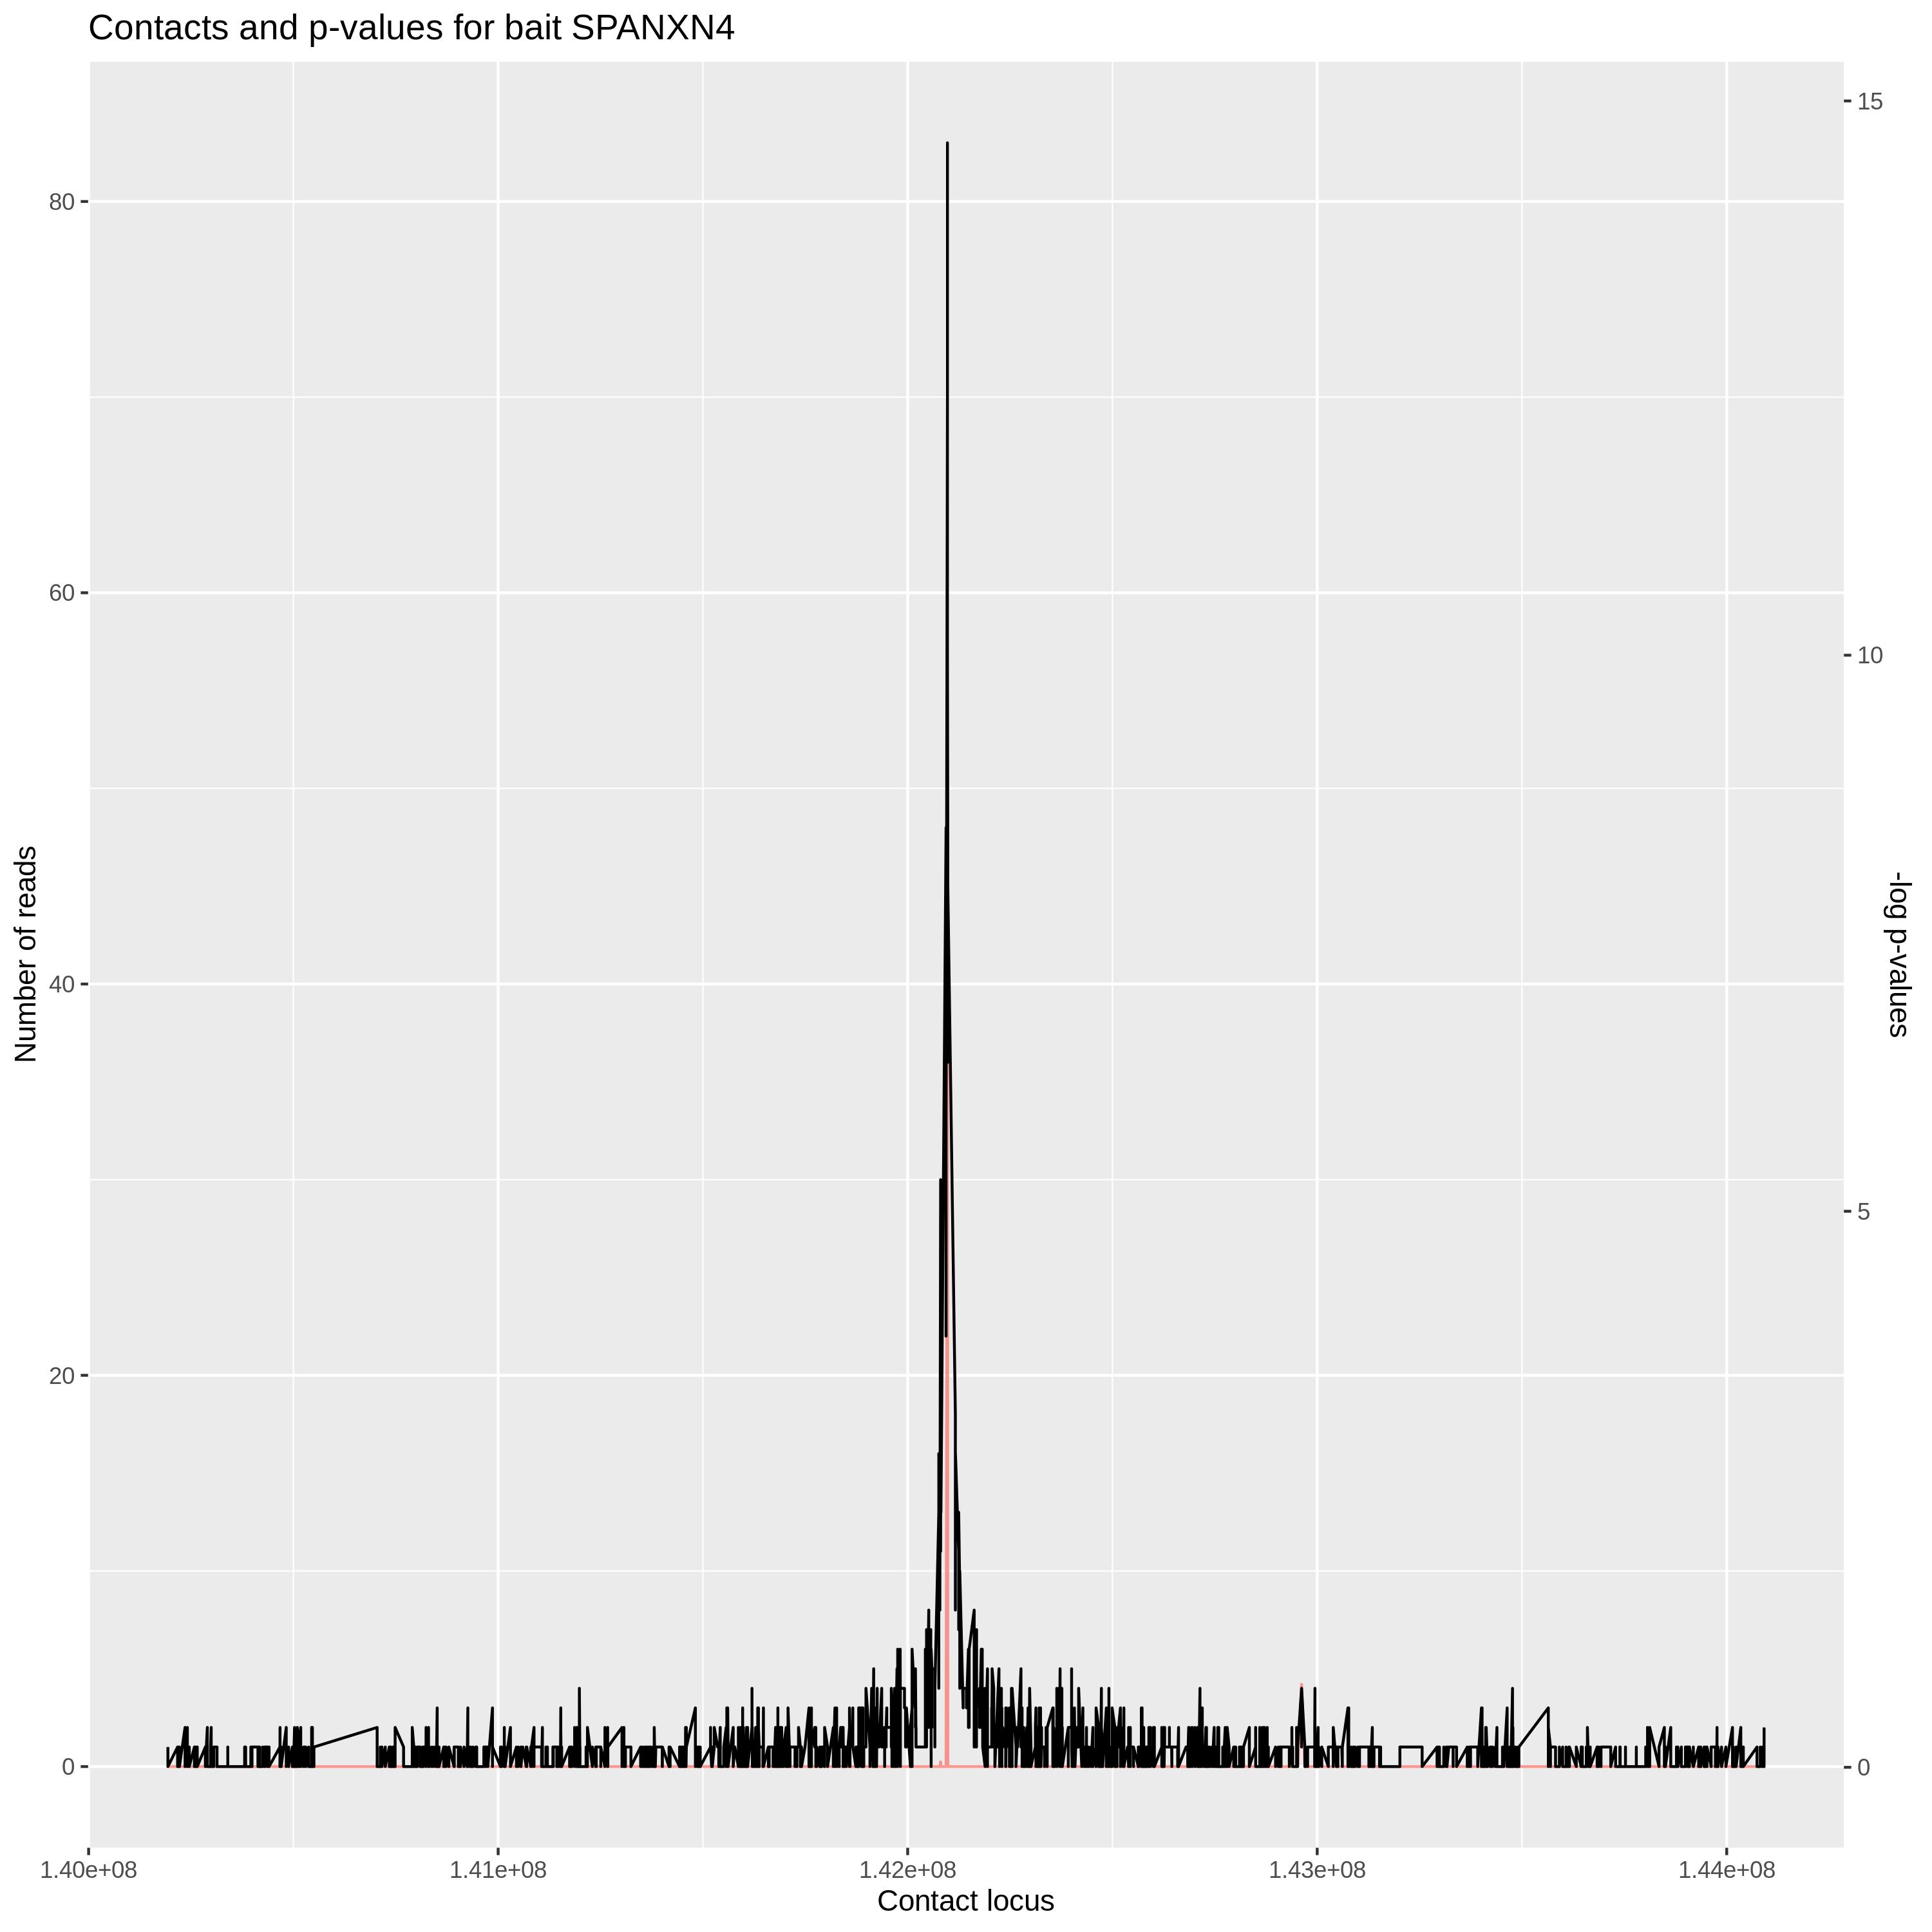 Contacts and p-values for bait SPANXN4
15
80
10
60
Number of reads
-log p-values
40
5
20
0
0
1.40e+08
1.41e+08
1.42e+08
1.43e+08
1.44e+08
Contact locus